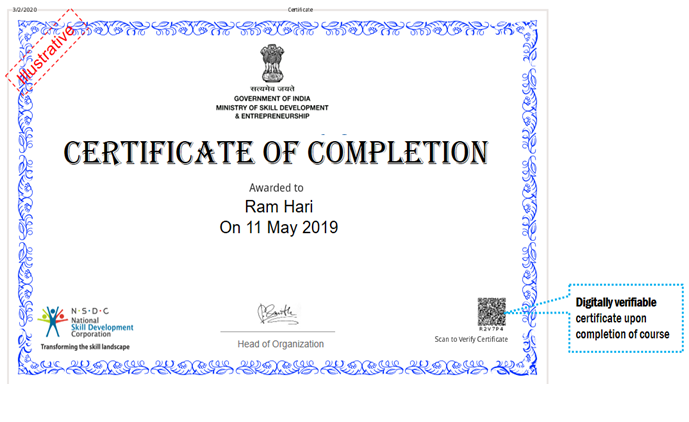 3/2/2020
Certificate
Illustrative
सत्यमेव जयते
GOVERNMENT OF INDIA
MINISTRY OF SKILL DEVELOPMENT
& ENTREPRENEURSHIP
CERTIFICATE OF COMPLETION
Awarded to
Ram Hari
On 11 May 2019
N·S·D·C
National
Skill Development
Corporation
Transforming the skill landscape
Head of Organization
R2V7P4
Scan to Verify Certificate
Digitally verifiable
certificate upon
completion of course